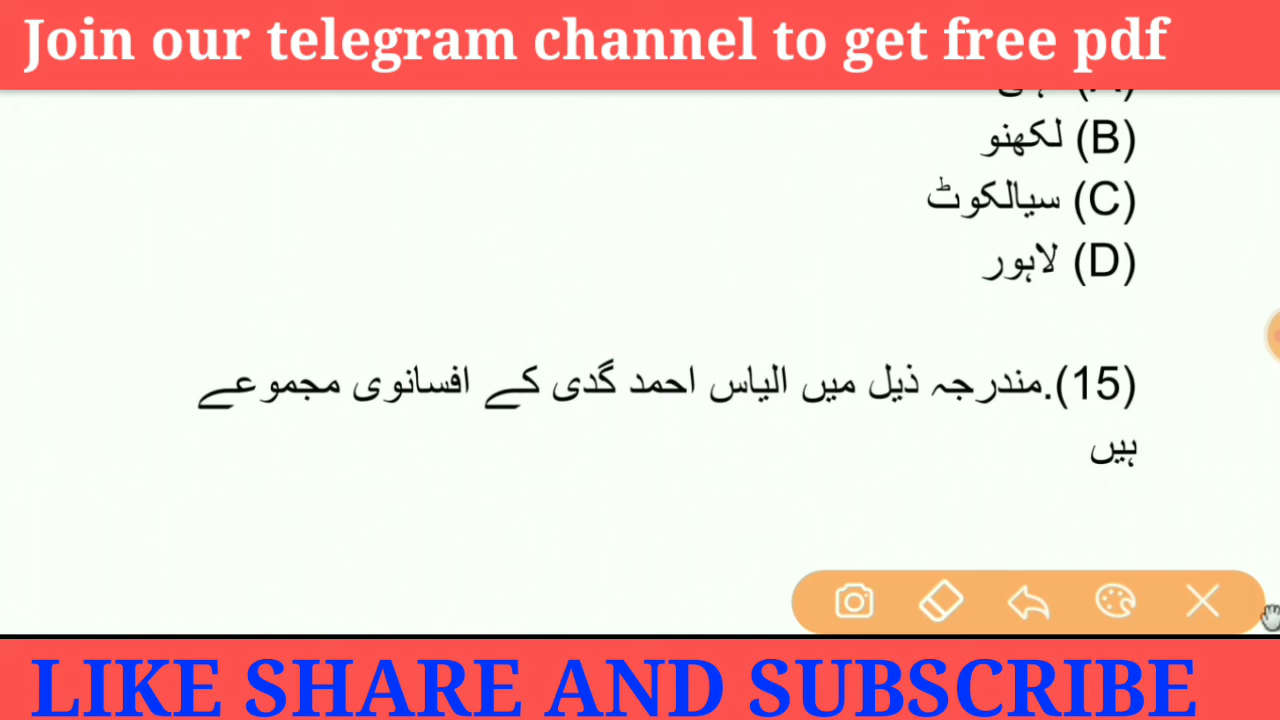 Join our telegram channel to get free pdf
(B) لکھنو
(C) سیالکوٹ
(D) لاہور
(15).مندرجہ ذیل میں الیاس احمد گدی کے افسانوی مجموعے
ہیں
LIKE SHARE AND SUBSCRIBE